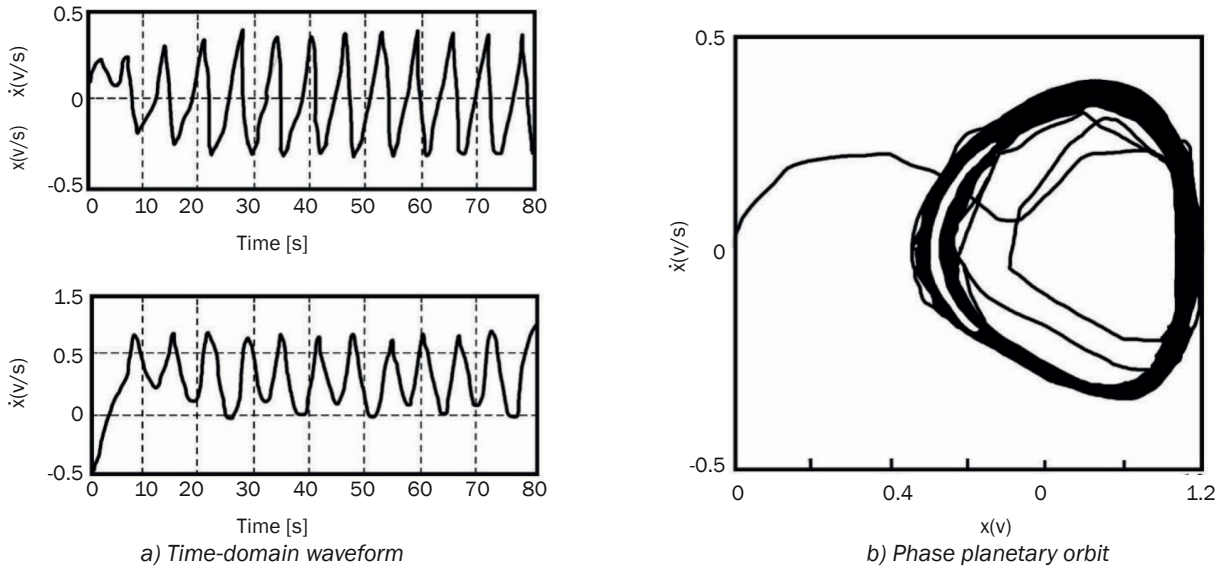 0.5
ẋ(v/s)
0
x(v/s)
-0.5
0 10 20 30 40 50 60 70 80
Time [s]
1.5
0.5
ẋ(v/s)
0
-0.5
0 10 20 30 40 50 60 70 80
Time [s]
a) Time-domain waveform
0.5
ẋ(v/s)
0
-0.5
0 0.4 0 1.2
x(v)
b) Phase planetary orbit